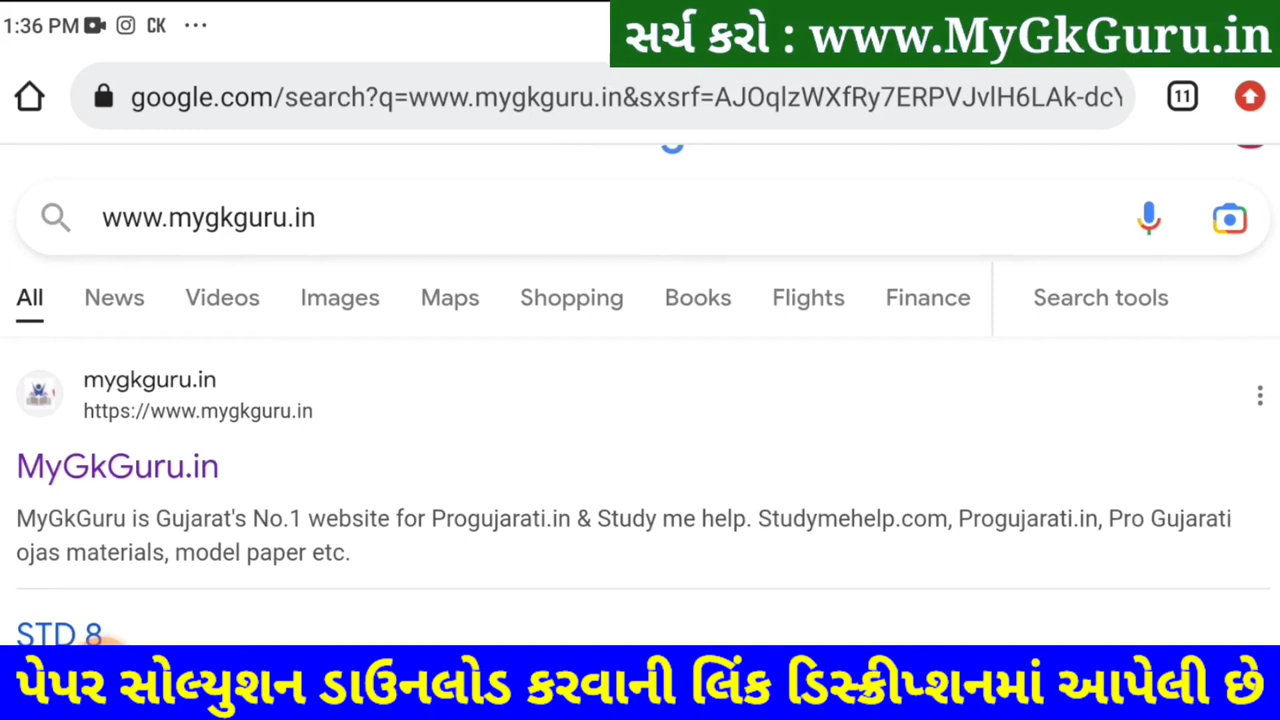 1:36 PM CK ...
સર્ચ કરો : www.MyGkGuru.in
google.com/search?q=www.mygkguru.in&sxsrf=AJOqlzWXfRy7ERPVJvlH6LAk-dcY
11
www.mygkguru.in
All News Videos Images Maps Shopping Books Flights Finance Search tools
mygkguru.in
https://www.mygkguru.in
MyGkGuru.in
MyGkGuru is Gujarat's No.1 website for Progujarati.in & Study me help. Studymehelp.com, Progujarati.in, Pro Gujarati
ojas materials, model paper etc.
STD 8
પેપર સોલ્યુશન ડાઉનલોડ કરવાની લિંક ડિસ્ક્રીપ્શનમાં આપેલી છે